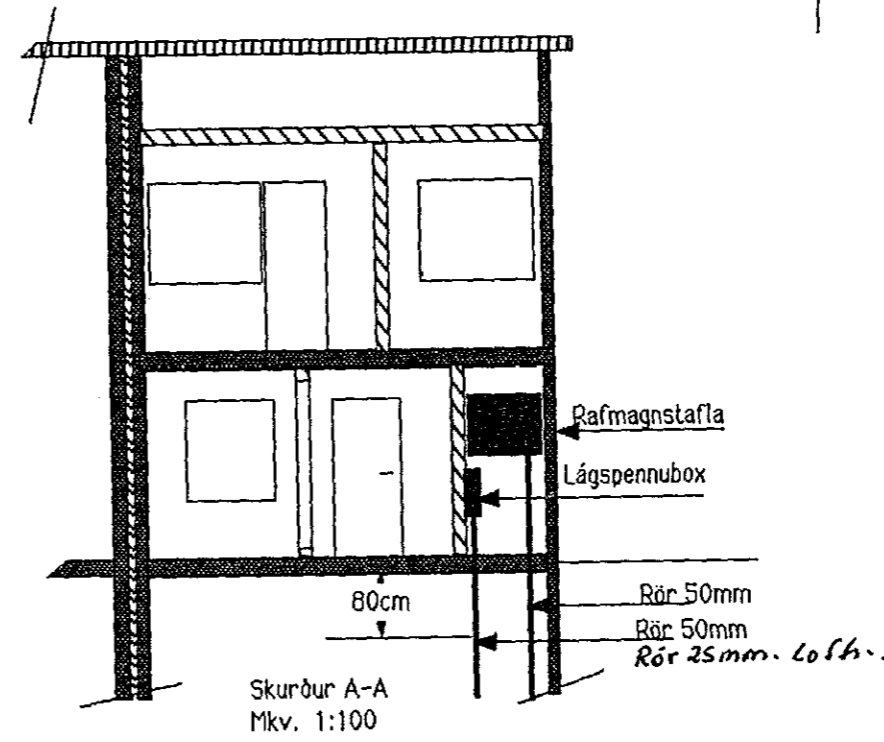 Rafmagnstafla
Lágspennubox
80cm
Rör 50mm
Rör 50mm
Rör 25mm.
Skurður A-A
Mkv. 1:100